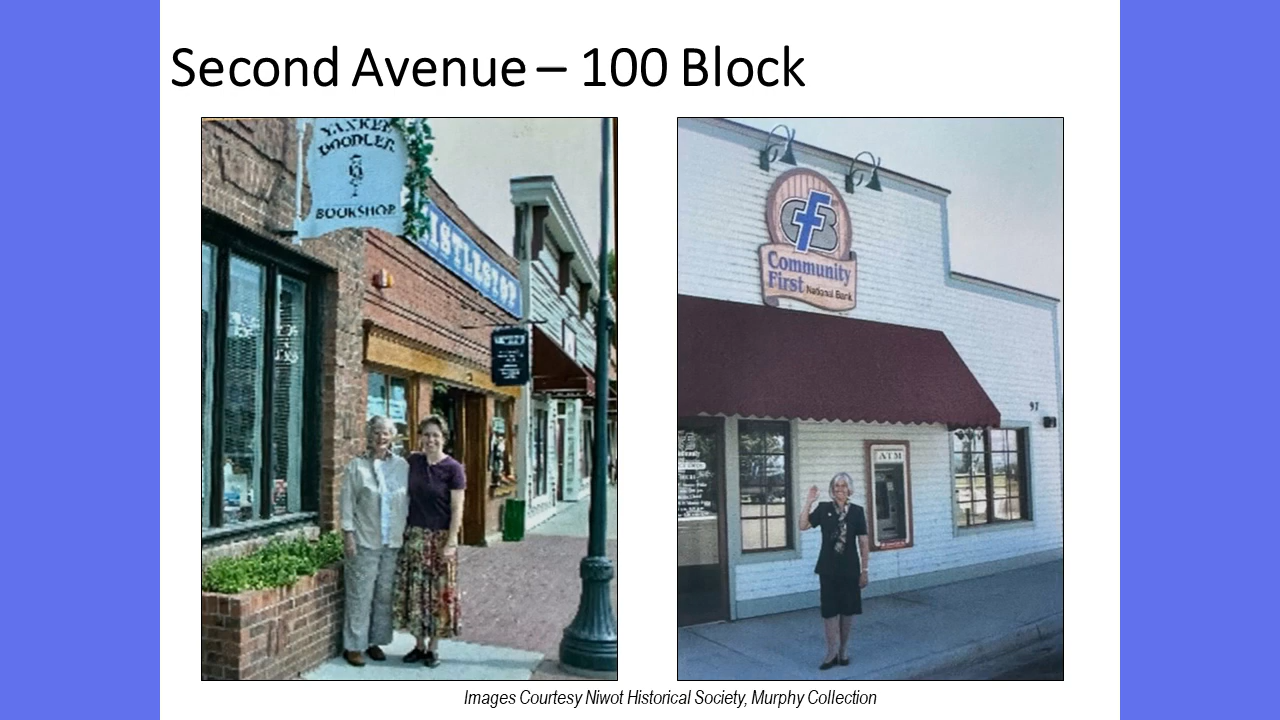 Second Avenue – 100 Block
YANKEE
DOODLER
BOOKSHOP
ISTLESTOP
CFB
Community
First National Bank
97
ATM
Images Courtesy Niwot Historical Society, Murphy Collection